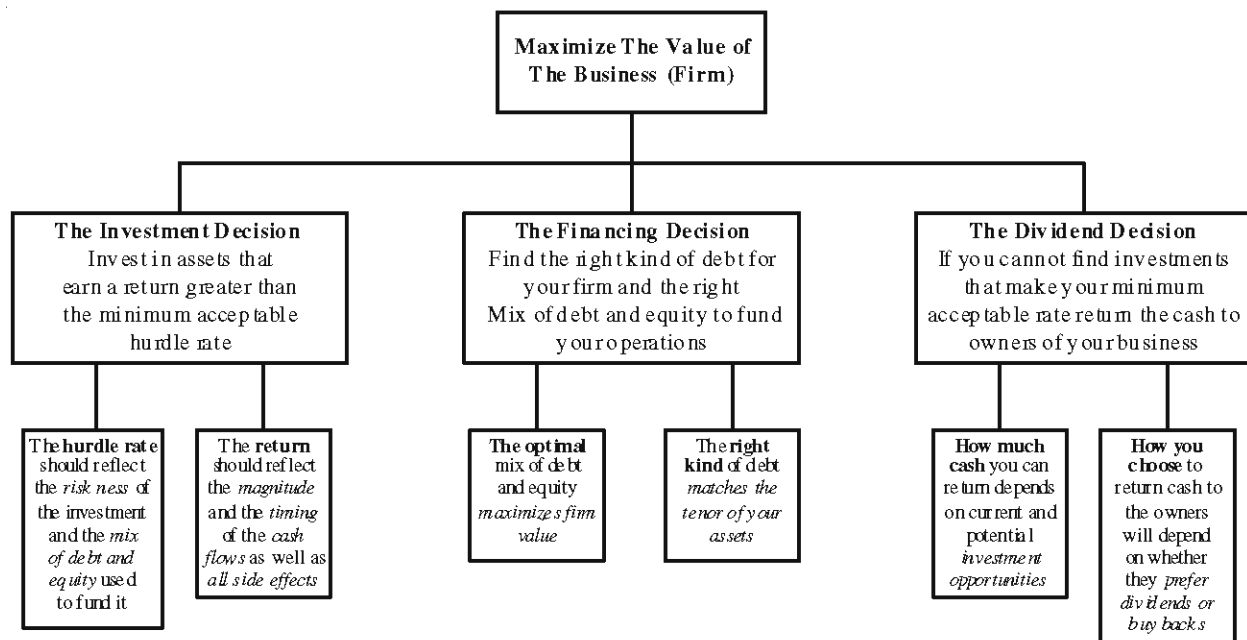 Maximize The Value of
The Business (Firm)
The Investment Decision
Invest in assets that
earn a return greater than
the minimum acceptable
hurdle rate
The Financing Decision
Find the right kind of debt for
your firm and the right
Mix of debt and equity to fund
your operations
The Dividend Decision
If you cannot find investments
that make your minimum
acceptable rate return the cash to
owners of your business
The hurdle rate
should reflect
the risk ness of
the investment
and the mix
of debt and
equity used
to fund it
The return
should reflect
the magnitude
and the timing
of the cash
flows as well as
all side effects
The optimal
mix of debt
and equity
maximizes firm
value
The right
kind of debt
matches the
tenor of your
assets
How much
cash you can
return depends
on current and
potential
investment
opportunities
How you
choose to
return cash to
the owners
will depend
on whether
they prefer
dividends or
buy backs